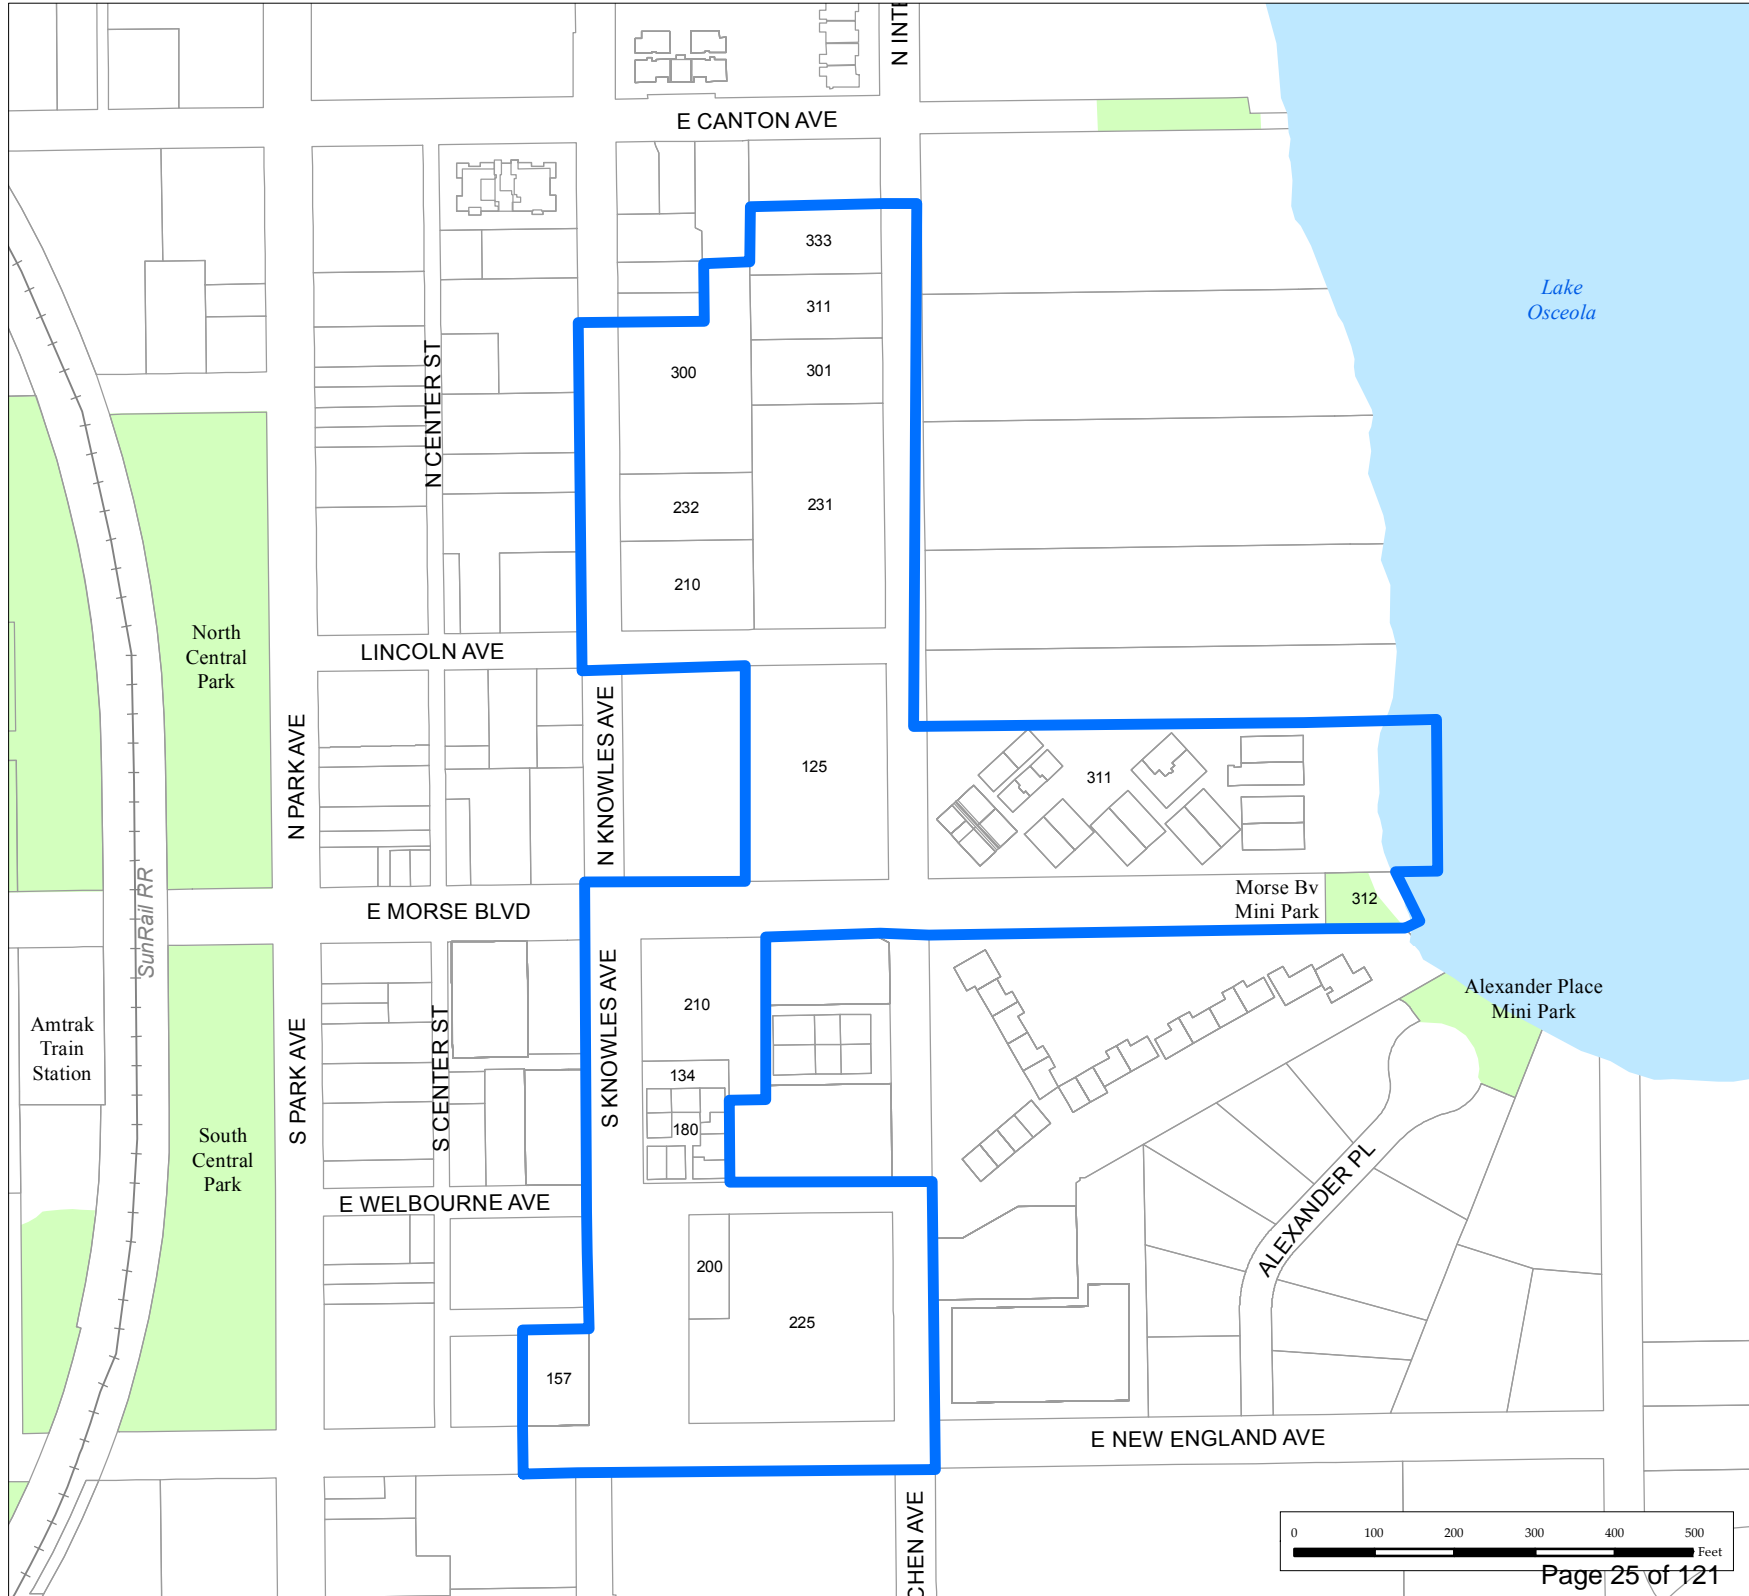 N INTE
E CANTON AVE
333
Lake
Osceola
311
300
301
N CENTER ST
232
231
210
North
Central
Park
LINCOLN AVE
N PARK AVE
N KNOWLES AVE
125
311
SunRail RR
E MORSE BLVD
Morse Bv
Mini Park
312
S KNOWLES AVE
210
Alexander Place
Mini Park
Amtrak
Train
Station
S PARK AVE
S CENTER ST
134
180
South
Central
Park
E WELBOURNE AVE
ALEXANDER PL
200
225
157
E NEW ENGLAND AVE
CHEN AVE
0 100 200 300 400 500
Feet
Page 25 of 121